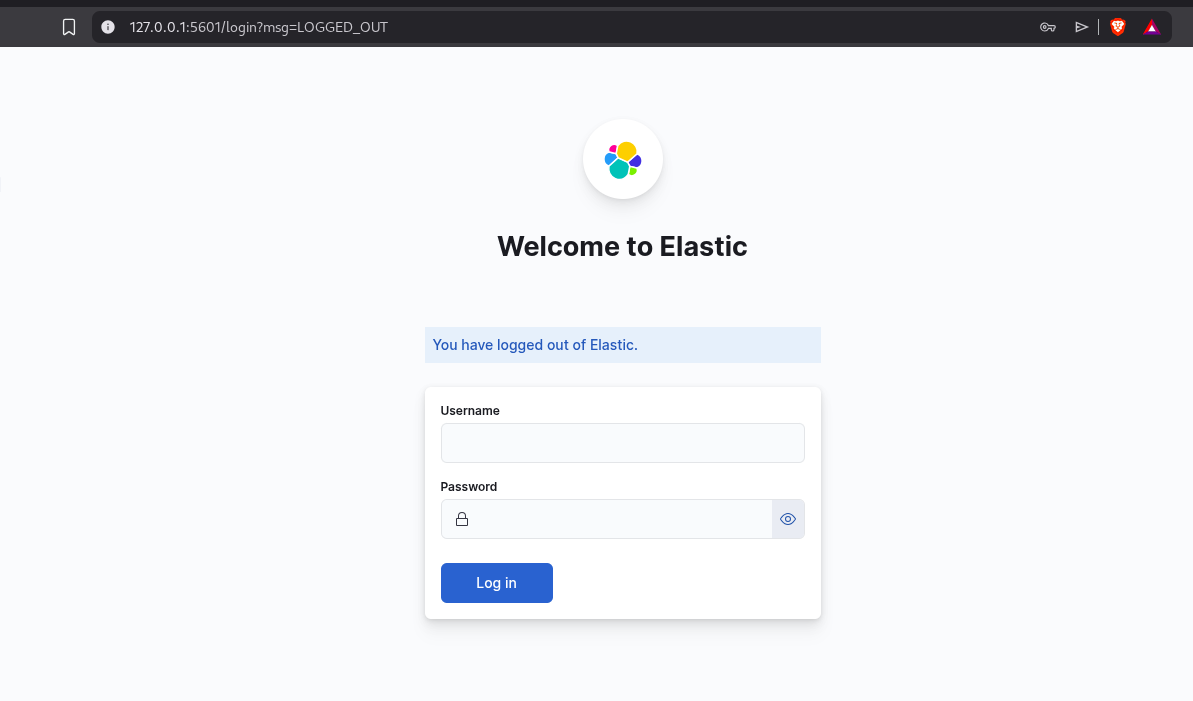 127.0.0.1:5601/login?msg=LOGGED_OUT
Welcome to Elastic
You have logged out of Elastic.
Username
Password
Log in